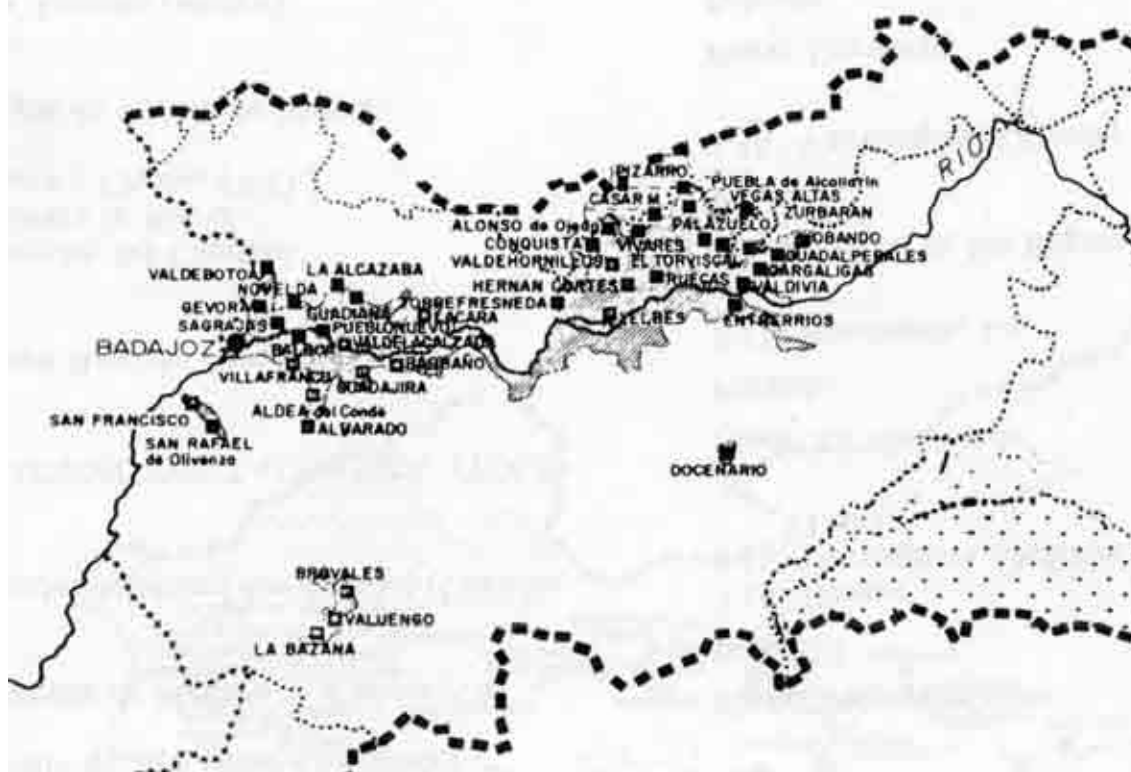 RIO
PIZARRO
PUEBLA de Alcollarín
VEGAS ALTAS
CASAR M.
ZURBARAN
ALONSO de Ojeda
PALAZUELO
CONQUISTA
VIVARES
OBANDO
VALDEHORNILLOS
EL TORVISCAL
GUADALPERALES
GARGALIGAS
HERNAN CORTES
RUECAS
VALDIVIA
VALDEBOTOA
LA ALCAZABA
NOVELDA
TORREFRESNEDA
GEVORA
GUADIANA
LACARA
YELBES
ENTRERRIOS
SAGRAJAS
PUEBLONUEVO
BADAJOZ
BALBOA
VALDELACALZADA
BARBAÑO
VILLAFRANCO
GUADAJIRA
ALDEA del Conde
SAN FRANCISCO
ALVARADO
SAN RAFAEL
de Olivenza
DOCENARIO
BROVALES
VALUENGO
LA BAZANA